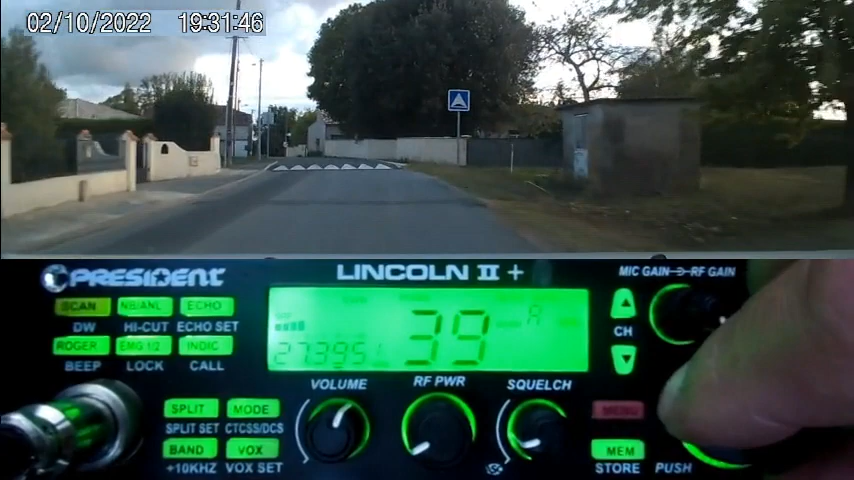 02/10/2022 19:31:46
PRESIDENT LINCOLN II + MIC GAIN RF GAIN
SCAN NB/ANL ECHO
DW HI-CUT ECHO SET
39
A
CH
ROGER EMG 1/2 INDIC
27.395
BEEP LOCK CALL
VOLUME RF PWR SQUELCH
SPLIT MODE
MENU
SPLIT SET CTCSS/DCS
BAND VOX
MEM
+10KHZ VOX SET
STORE PUSH